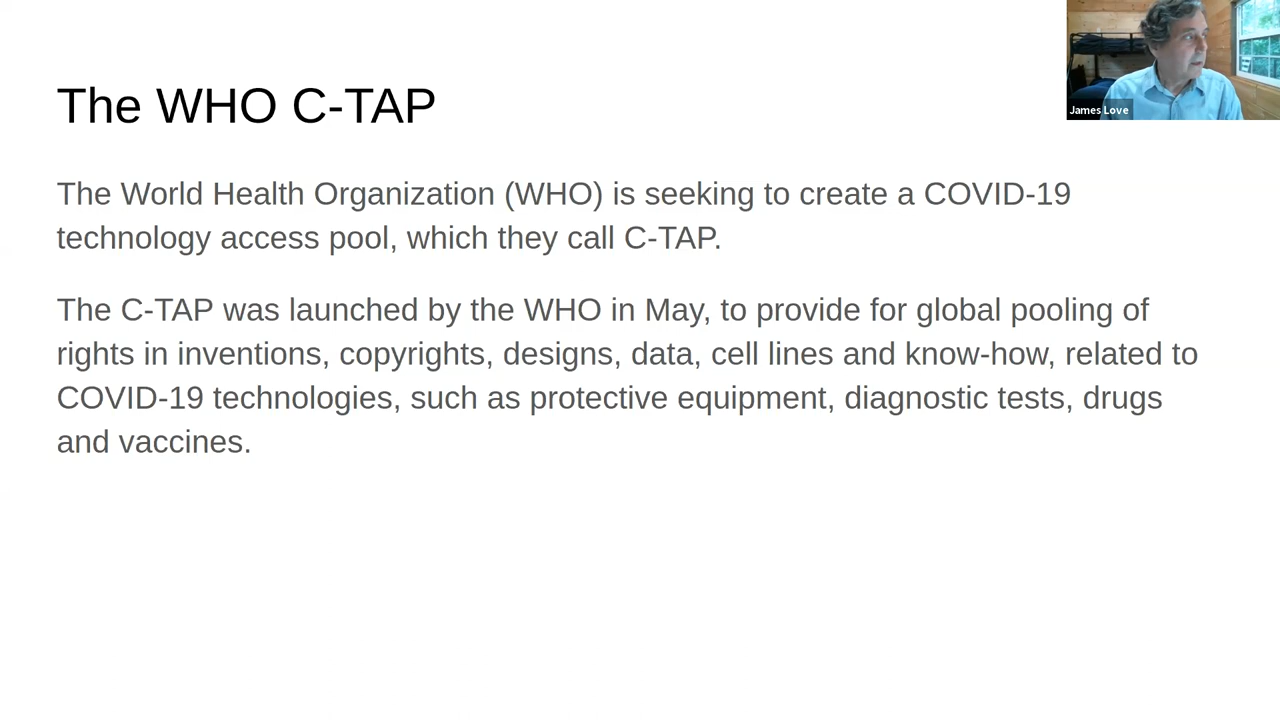 The WHO C-TAP
James Love
The World Health Organization (WHO) is seeking to create a COVID-19
technology access pool, which they call C-TAP.
The C-TAP was launched by the WHO in May, to provide for global pooling of
rights in inventions, copyrights, designs, data, cell lines and know-how, related to
COVID-19 technologies, such as protective equipment, diagnostic tests, drugs
and vaccines.